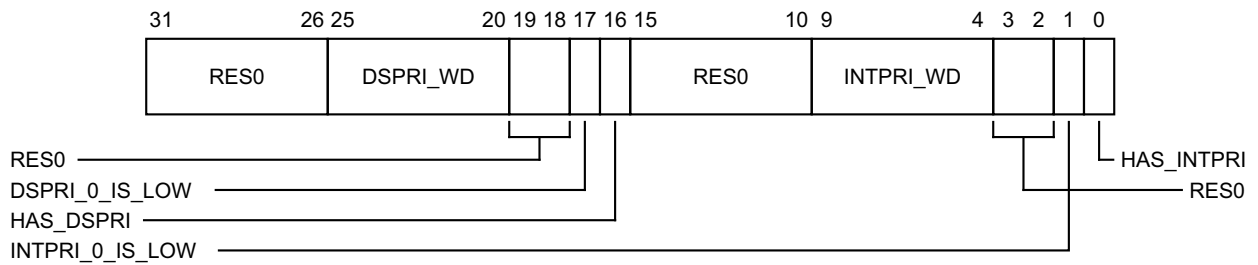 31 26 25 20 19 18 17 16 15 10 9 4 3 2 1 0
RES0 DSPRI_WD RES0 INTPRI_WD
RES0 HAS_INTPRI
DSPRI_0_IS_LOW RES0
HAS_DSPRI
INTPRI_0_IS_LOW